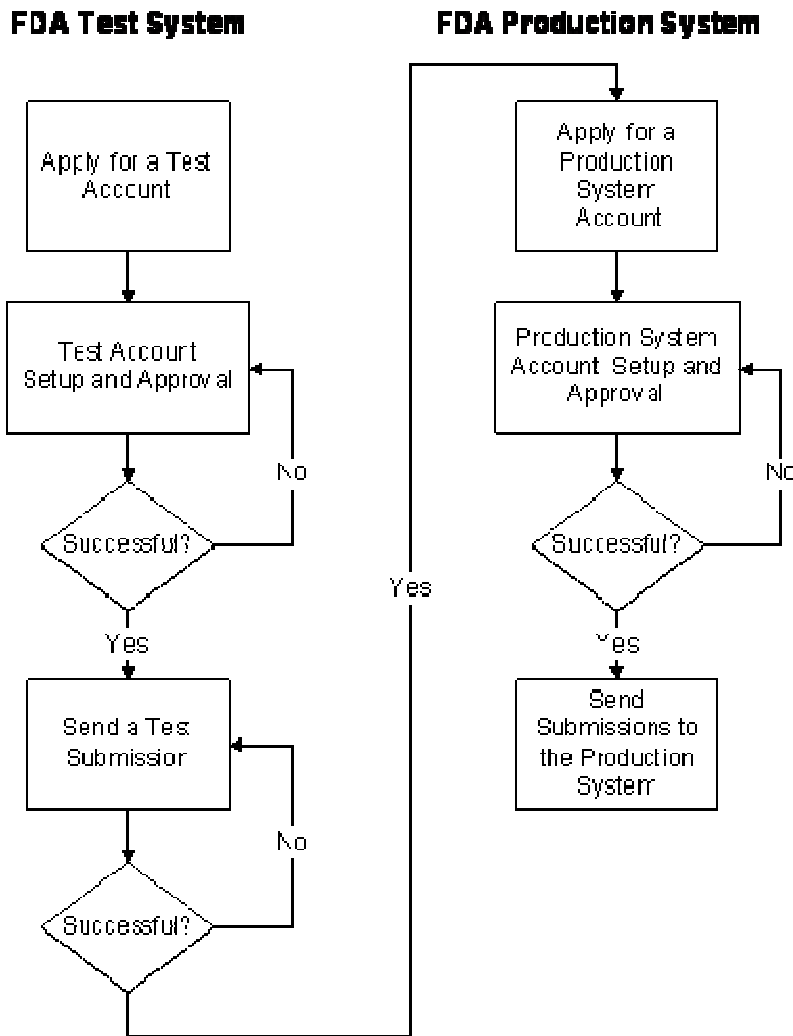 FDA Test System
Apply for a Test
Account
Test Account
Setup and Approval
No
Successful?
Yes
Send a Test
Submission
No
Successful?
Yes
FDA Production System
Apply for a
Production
System
Account
Production System
Account Setup and
Approval
No
Successful?
Yes
Send
Submissions to
the Production
System